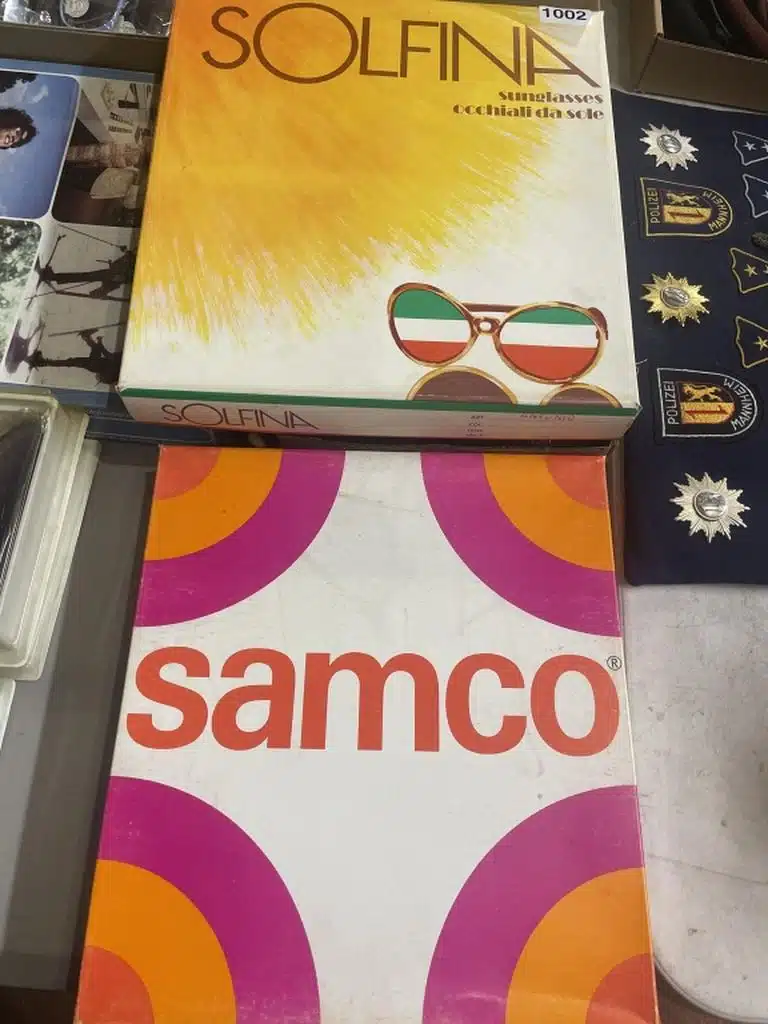 1002
SOLFINA
sunglasses
occhiali da sole
SOLFINA
samco®
POLIZEI
MANNHEIM
POLIZEI
MANNHEIM